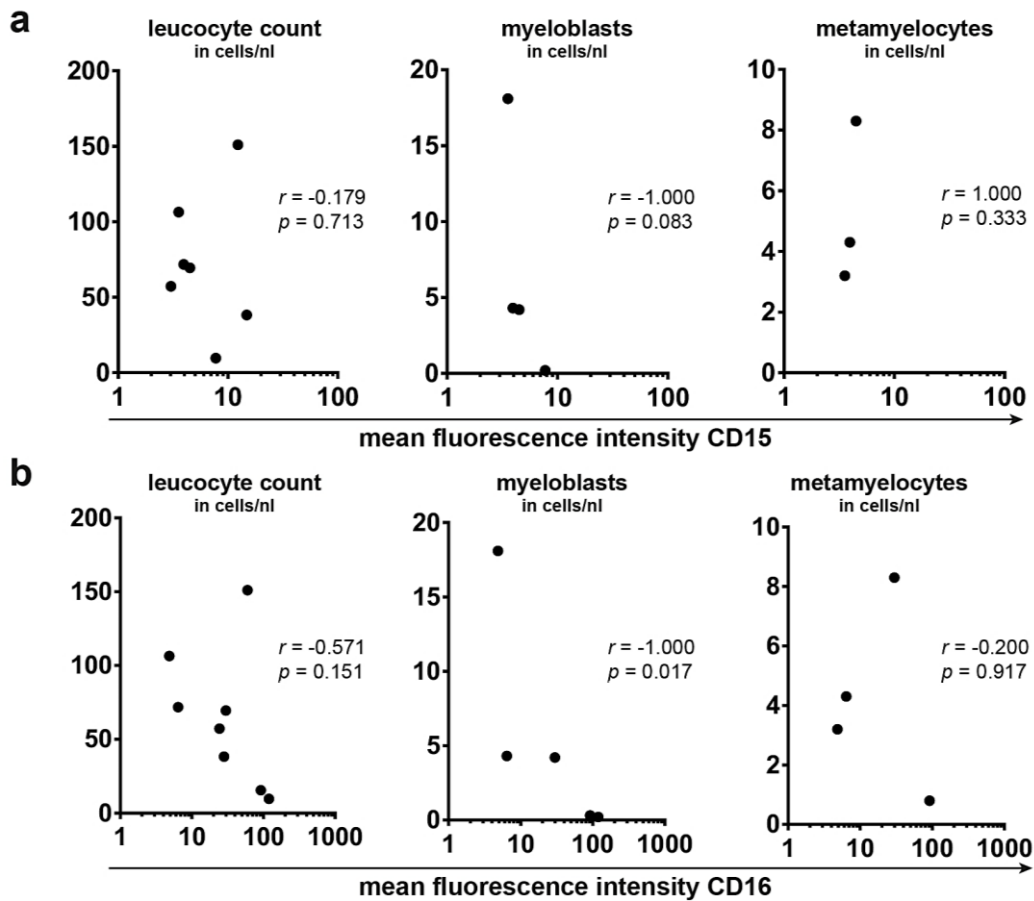 a
leucocyte count myeloblasts metamyelocytes
in cells/nl in cells/nl in cells/nl
200 20 10
150 15 8
100 10 6
50 5 4
0 0 2
0
r = -0.179 r = -1.000 r = 1.000
p = 0.713 p = 0.083 p = 0.333
1 10 100 1 10 100 1 10 100
mean fluorescence intensity CD15
b
leucocyte count myeloblasts metamyelocytes
in cells/nl in cells/nl in cells/nl
200 20 10
150 15 8
100 10 6
50 5 4
0 0 2
0
r = -0.571 r = -1.000 r = -0.200
p = 0.151 p = 0.017 p = 0.917
1 10 100 1000 1 10 100 1000 1 10 100 1000
mean fluorescence intensity CD16